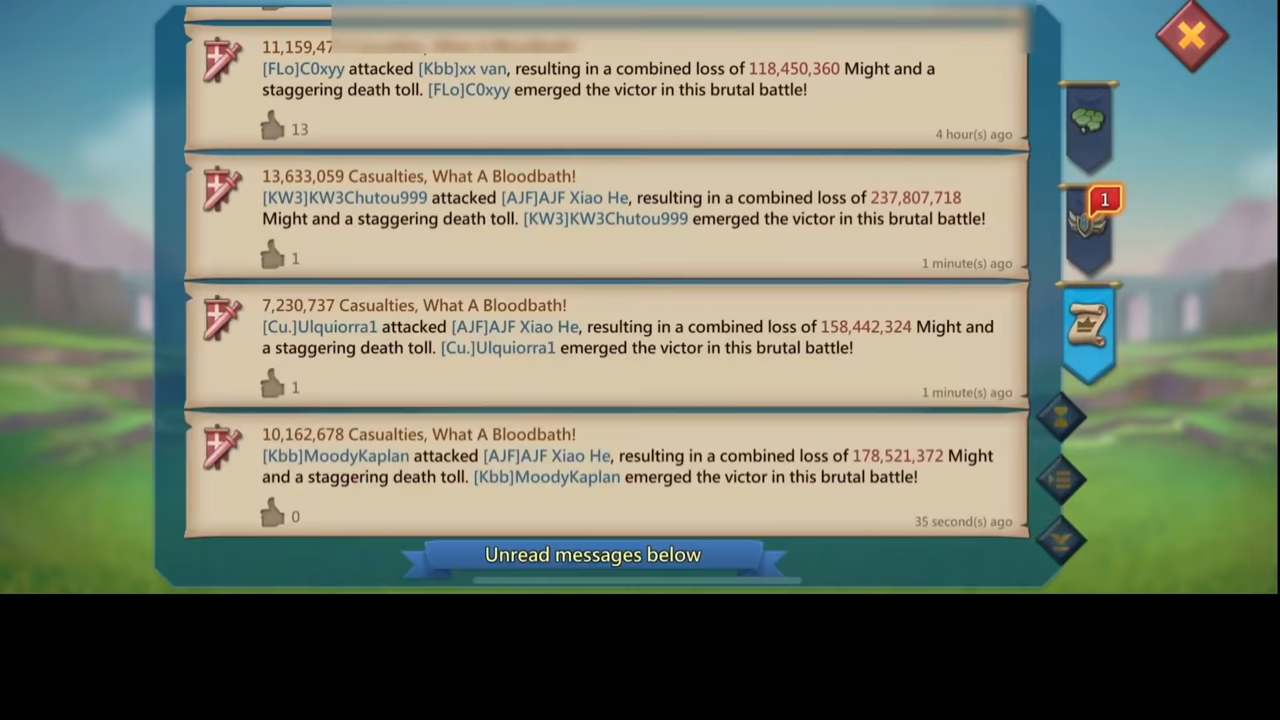 11,159,47
[FLo]C0xyy attacked [Kbb]xx van, resulting in a combined loss of 118,450,360 Might and a
staggering death toll. [FLo]C0xyy emerged the victor in this brutal battle!
13
4 hour(s) ago
13,633,059 Casualties, What A Bloodbath!
[KW3]KW3Chutou999 attacked [AJF]AJF Xiao He, resulting in a combined loss of 237,807,718
Might and a staggering death toll. [KW3]KW3Chutou999 emerged the victor in this brutal battle!
1
1
1 minute(s) ago
7,230,737 Casualties, What A Bloodbath!
[Cu.]Ulquiorra1 attacked [AJF]AJF Xiao He, resulting in a combined loss of 158,442,324 Might and
a staggering death toll. [Cu.]Ulquiorra1 emerged the victor in this brutal battle!
1
1 minute(s) ago
10,162,678 Casualties, What A Bloodbath!
[Kbb]MoodyKaplan attacked [AJF]AJF Xiao He, resulting in a combined loss of 178,521,372 Might
and a staggering death toll. [Kbb]MoodyKaplan emerged the victor in this brutal battle!
0
35 second(s) ago
Unread messages below